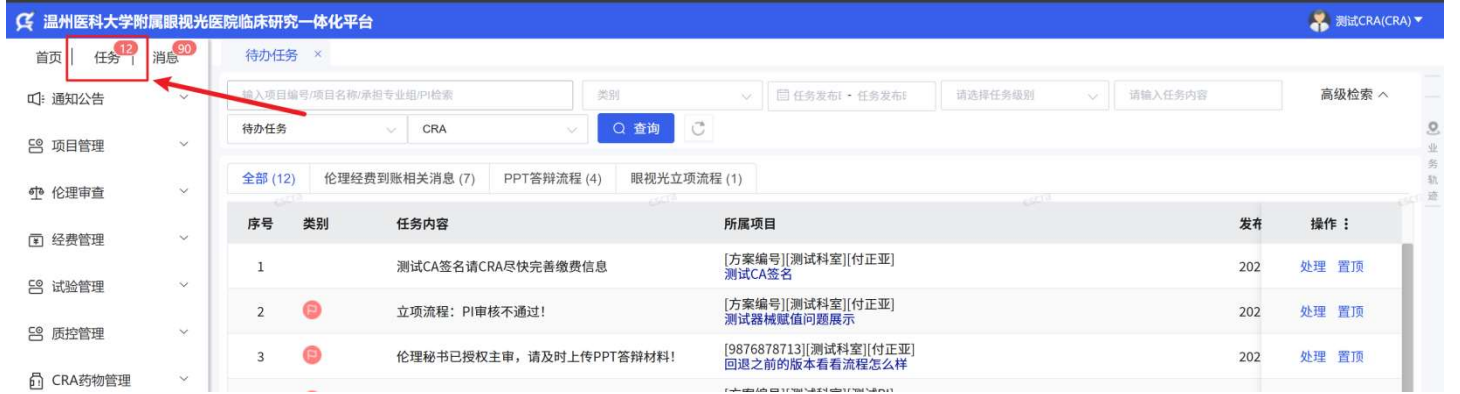 温州医科大学附属眼视光医院临床研究一体化平台
测试CRA(CRA)
首页 任务 12 消息 90
待办任务 ×
通知公告
项目管理
伦理审查
经费管理
试验管理
质控管理
CRA药物管理
输入项目编号/项目名称/承担专业组/PI检索 类别 任务发布 - 任务发布 请选择任务级别 请输入任务内容 高级检索
待办任务 CRA 查询
全部 (12) 伦理经费到账相关消息 (7) PPT答辩流程 (4) 眼视光立项流程 (1)
序号 类别 任务内容 所属项目 发布 操作
1 测试CA签名请CRA尽快完善缴费信息 [方案编号][测试科室][付正亚] 202 处理 置顶
测试CA签名
2 立项流程：PI审核不通过！ [方案编号][测试科室][付正亚] 202 处理 置顶
测试器械赋值问题展示
3 伦理秘书已授权主审，请及时上传PPT答辩材料！ [9876878713][测试科室][付正亚] 202 处理 置顶
回退之前的版本看看流程怎么样
业务轨迹